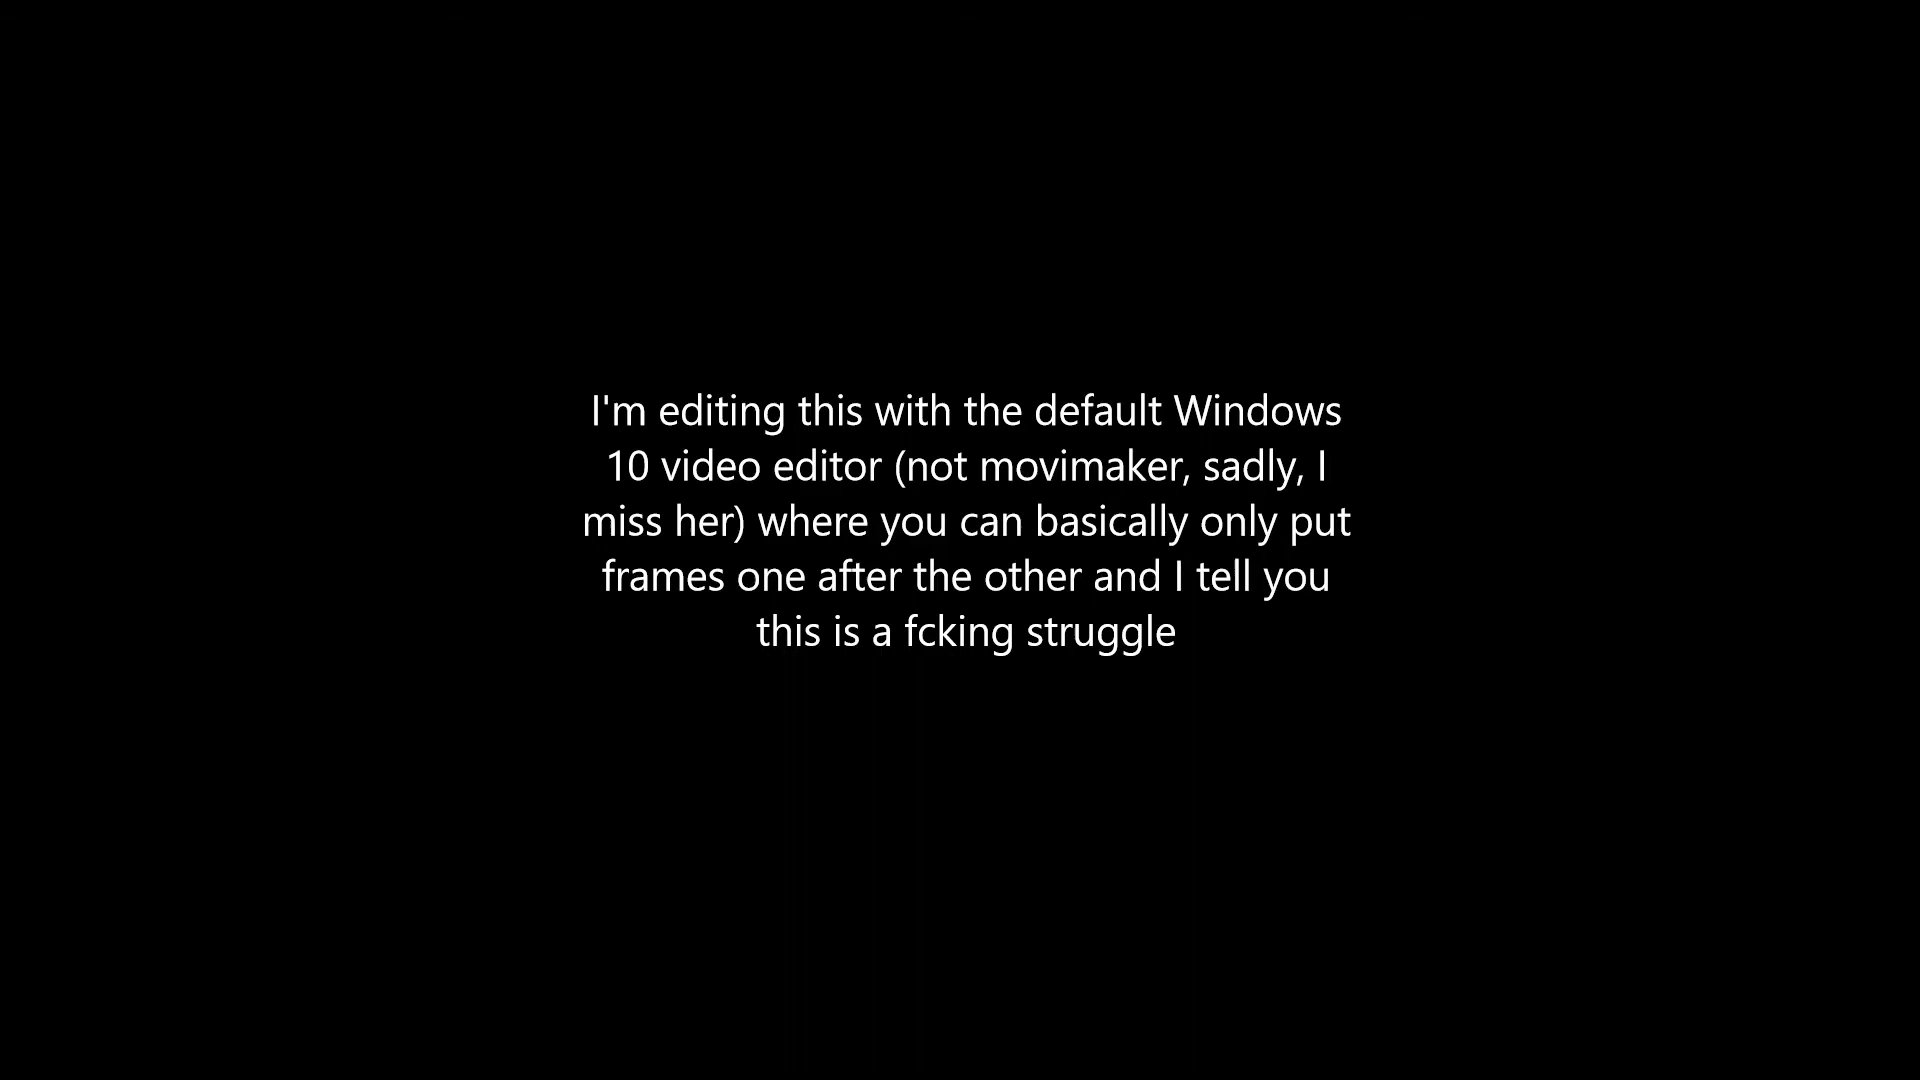 I'm editing this with the default Windows
10 video editor (not movimaker, sadly, I
miss her) where you can basically only put
frames one after the other and I tell you
this is a fcking struggle